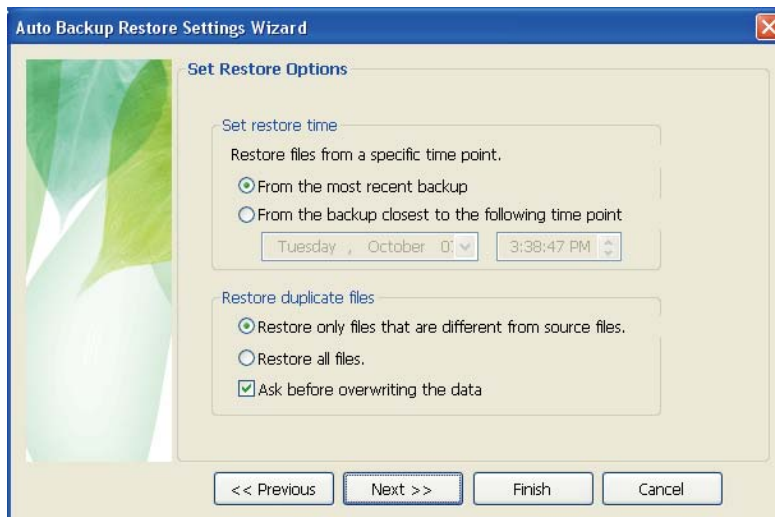 Auto Backup Restore Settings Wizard
Set Restore Options
Set restore time
Restore files from a specific time point.
From the most recent backup
From the backup closest to the following time point
Tuesday , October 3:38:47 PM
Restore duplicate files
Restore only files that are different from source files.
Restore all files.
Ask before overwriting the data
<< Previous Next >> Finish Cancel